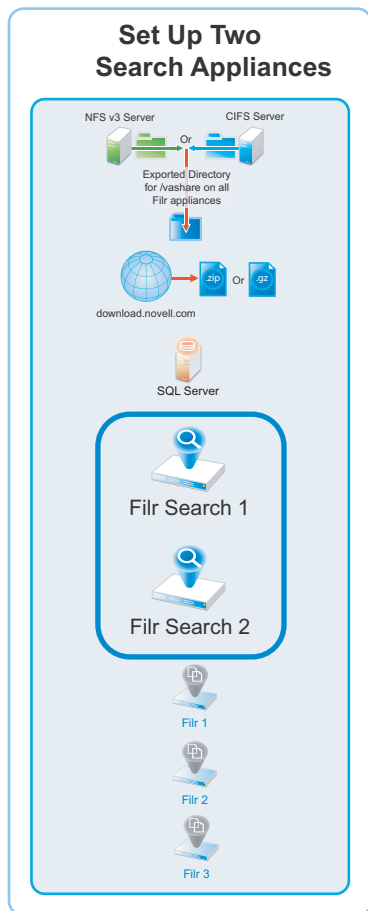 Set Up Two
Search Appliances
NFS v3 Server
CIFS Server
Or
Exported Directory
for /vashare on all
Filr appliances
.zip
Or
.gz
download.novell.com
SQL Server
Filr Search 1
Filr Search 2
Filr 1
Filr 2
Filr 3